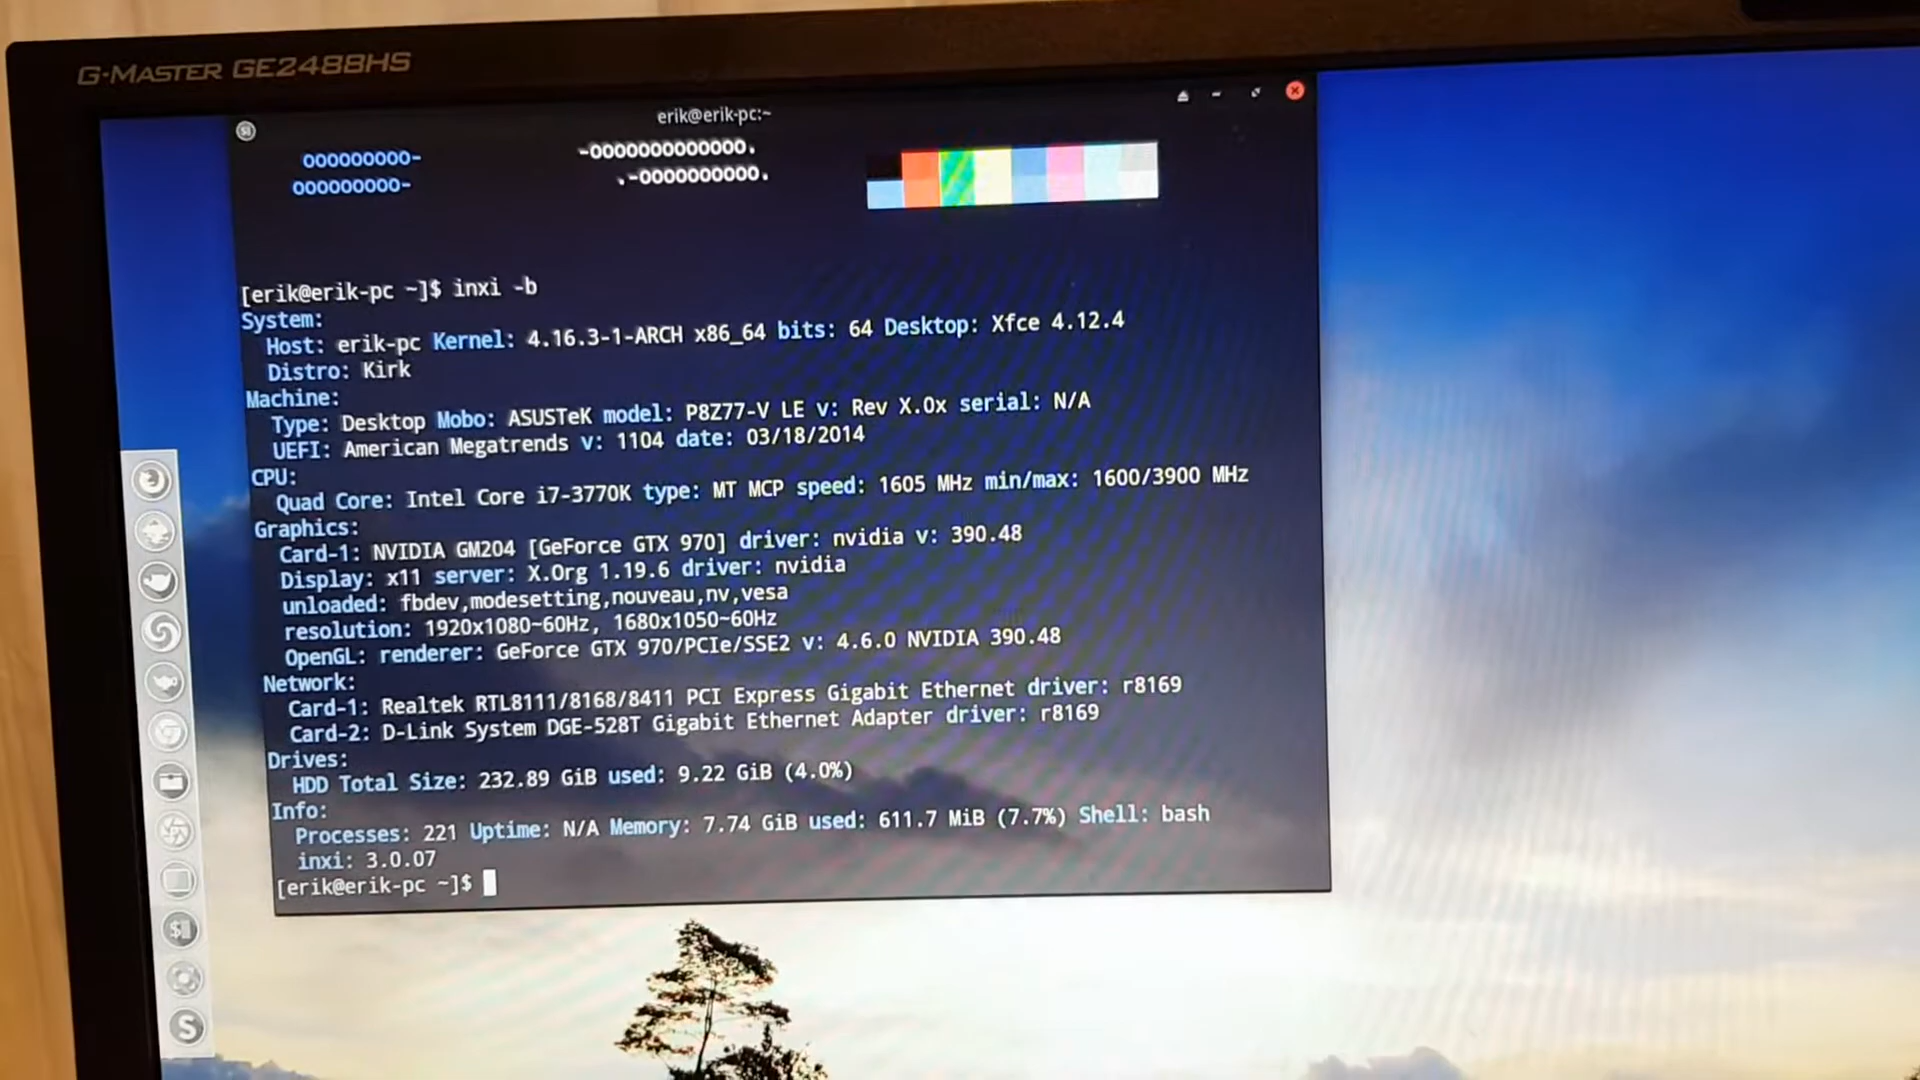 G-MASTER GE2488HS
erik@erik-pc:~
ooooooooo- -ooooooooooooo.
ooooooooo- .-oooooooooo.
[erik@erik-pc ~]$ inxi -b
System:
Host: erik-pc Kernel: 4.16.3-1-ARCH x86_64 bits: 64 Desktop: Xfce 4.12.4
Distro: Kirk
Machine:
Type: Desktop Mobo: ASUSTeK model: P8Z77-V LE v: Rev X.0x serial: N/A
UEFI: American Megatrends v: 1104 date: 03/18/2014
CPU:
Quad Core: Intel Core i7-3770K type: MT MCP speed: 1605 MHz min/max: 1600/3900 MHz
Graphics:
Card-1: NVIDIA GM204 [GeForce GTX 970] driver: nvidia v: 390.48
Display: x11 server: X.Org 1.19.6 driver: nvidia
unloaded: fbdev,modesetting,nouveau,nv,vesa
resolution: 1920x1080~60Hz, 1680x1050~60Hz
OpenGL: renderer: GeForce GTX 970/PCIe/SSE2 v: 4.6.0 NVIDIA 390.48
Network:
Card-1: Realtek RTL8111/8168/8411 PCI Express Gigabit Ethernet driver: r8169
Card-2: D-Link System DGE-528T Gigabit Ethernet Adapter driver: r8169
Drives:
HDD Total Size: 232.89 GiB used: 9.22 GiB (4.0%)
Info:
Processes: 221 Uptime: N/A Memory: 7.74 GiB used: 611.7 MiB (7.7%) Shell: bash
inxi: 3.0.07
[erik@erik-pc ~]$